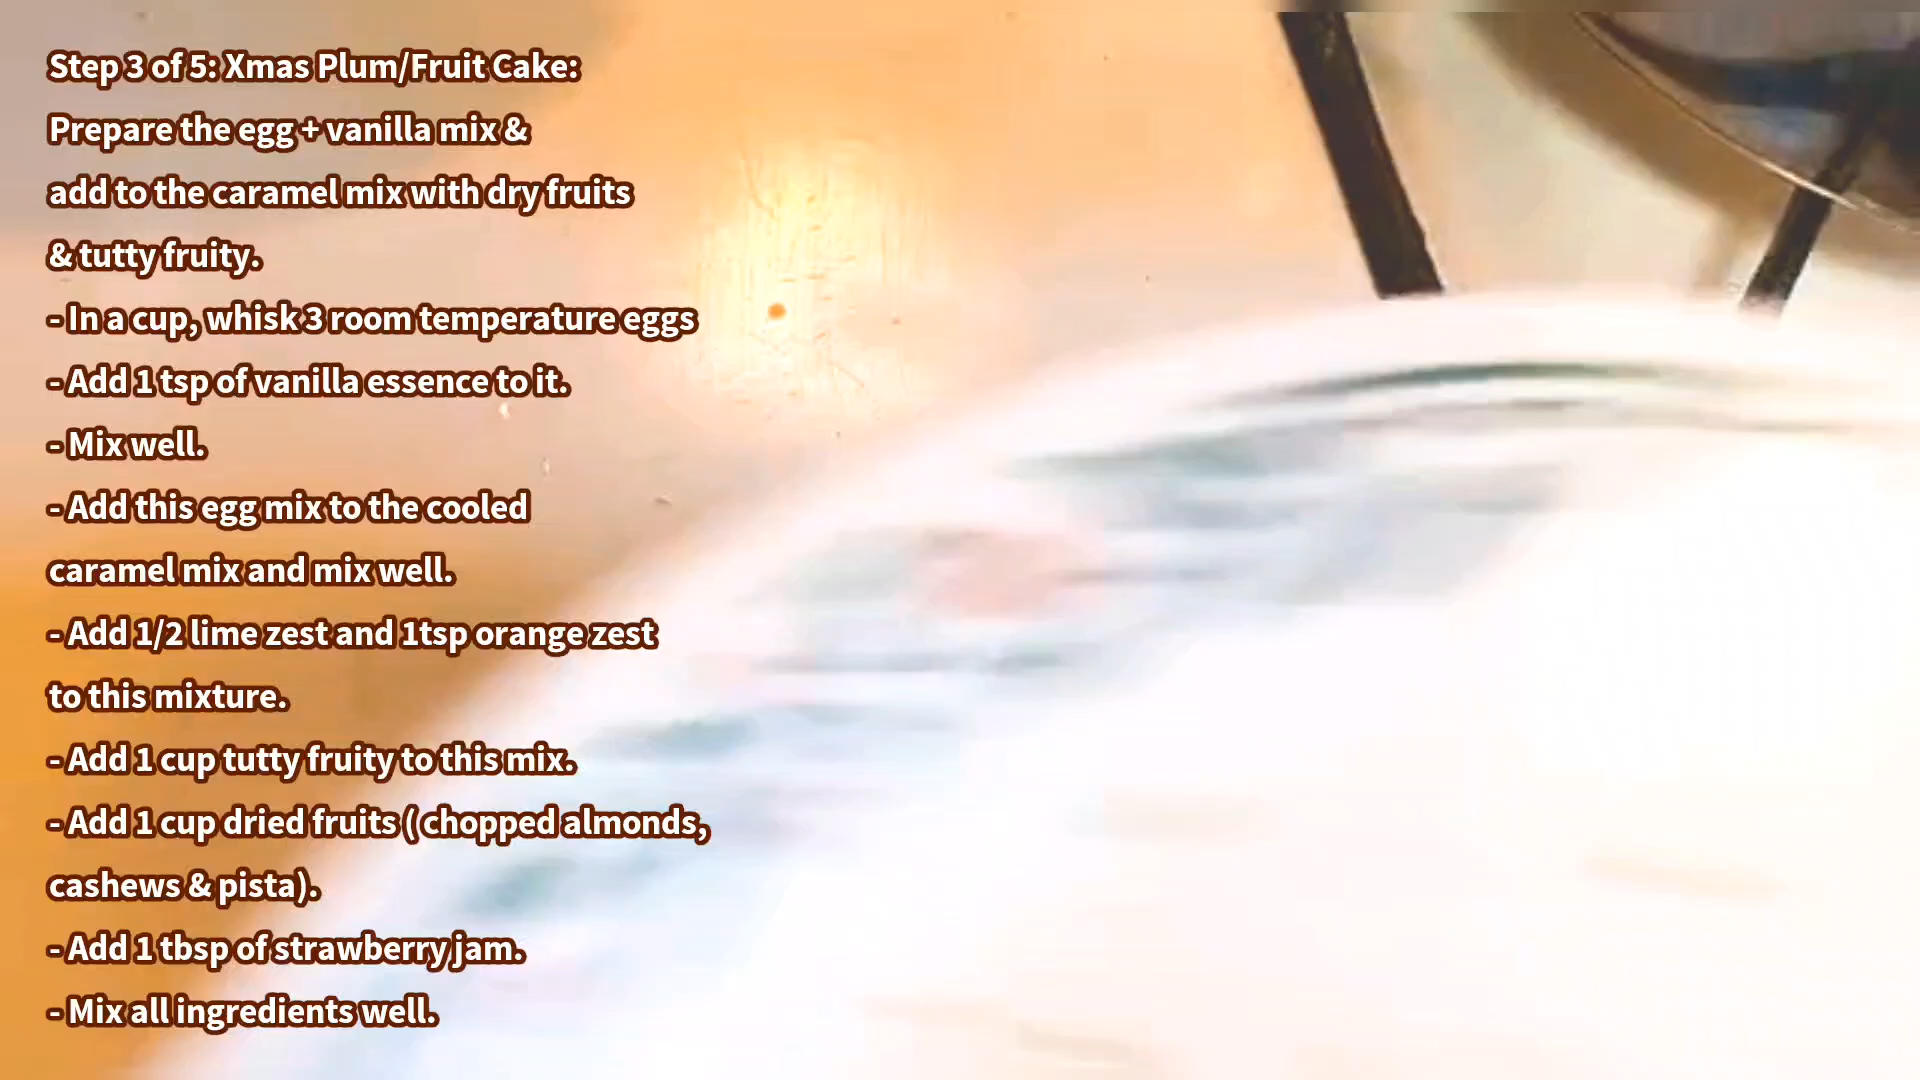 Step 3 of 5: Xmas Plum/Fruit Cake:
Prepare the egg + vanilla mix &
add to the caramel mix with dry fruits
& tutty fruity.
- In a cup, whisk 3 room temperature eggs
- Add 1 tsp of vanilla essence to it.
- Mix well.
- Add this egg mix to the cooled
caramel mix and mix well.
- Add 1/2 lime zest and 1tsp orange zest
to this mixture.
- Add 1 cup tutty fruity to this mix.
- Add 1 cup dried fruits ( chopped almonds,
cashews & pista).
- Add 1 tbsp of strawberry jam.
- Mix all ingredients well.